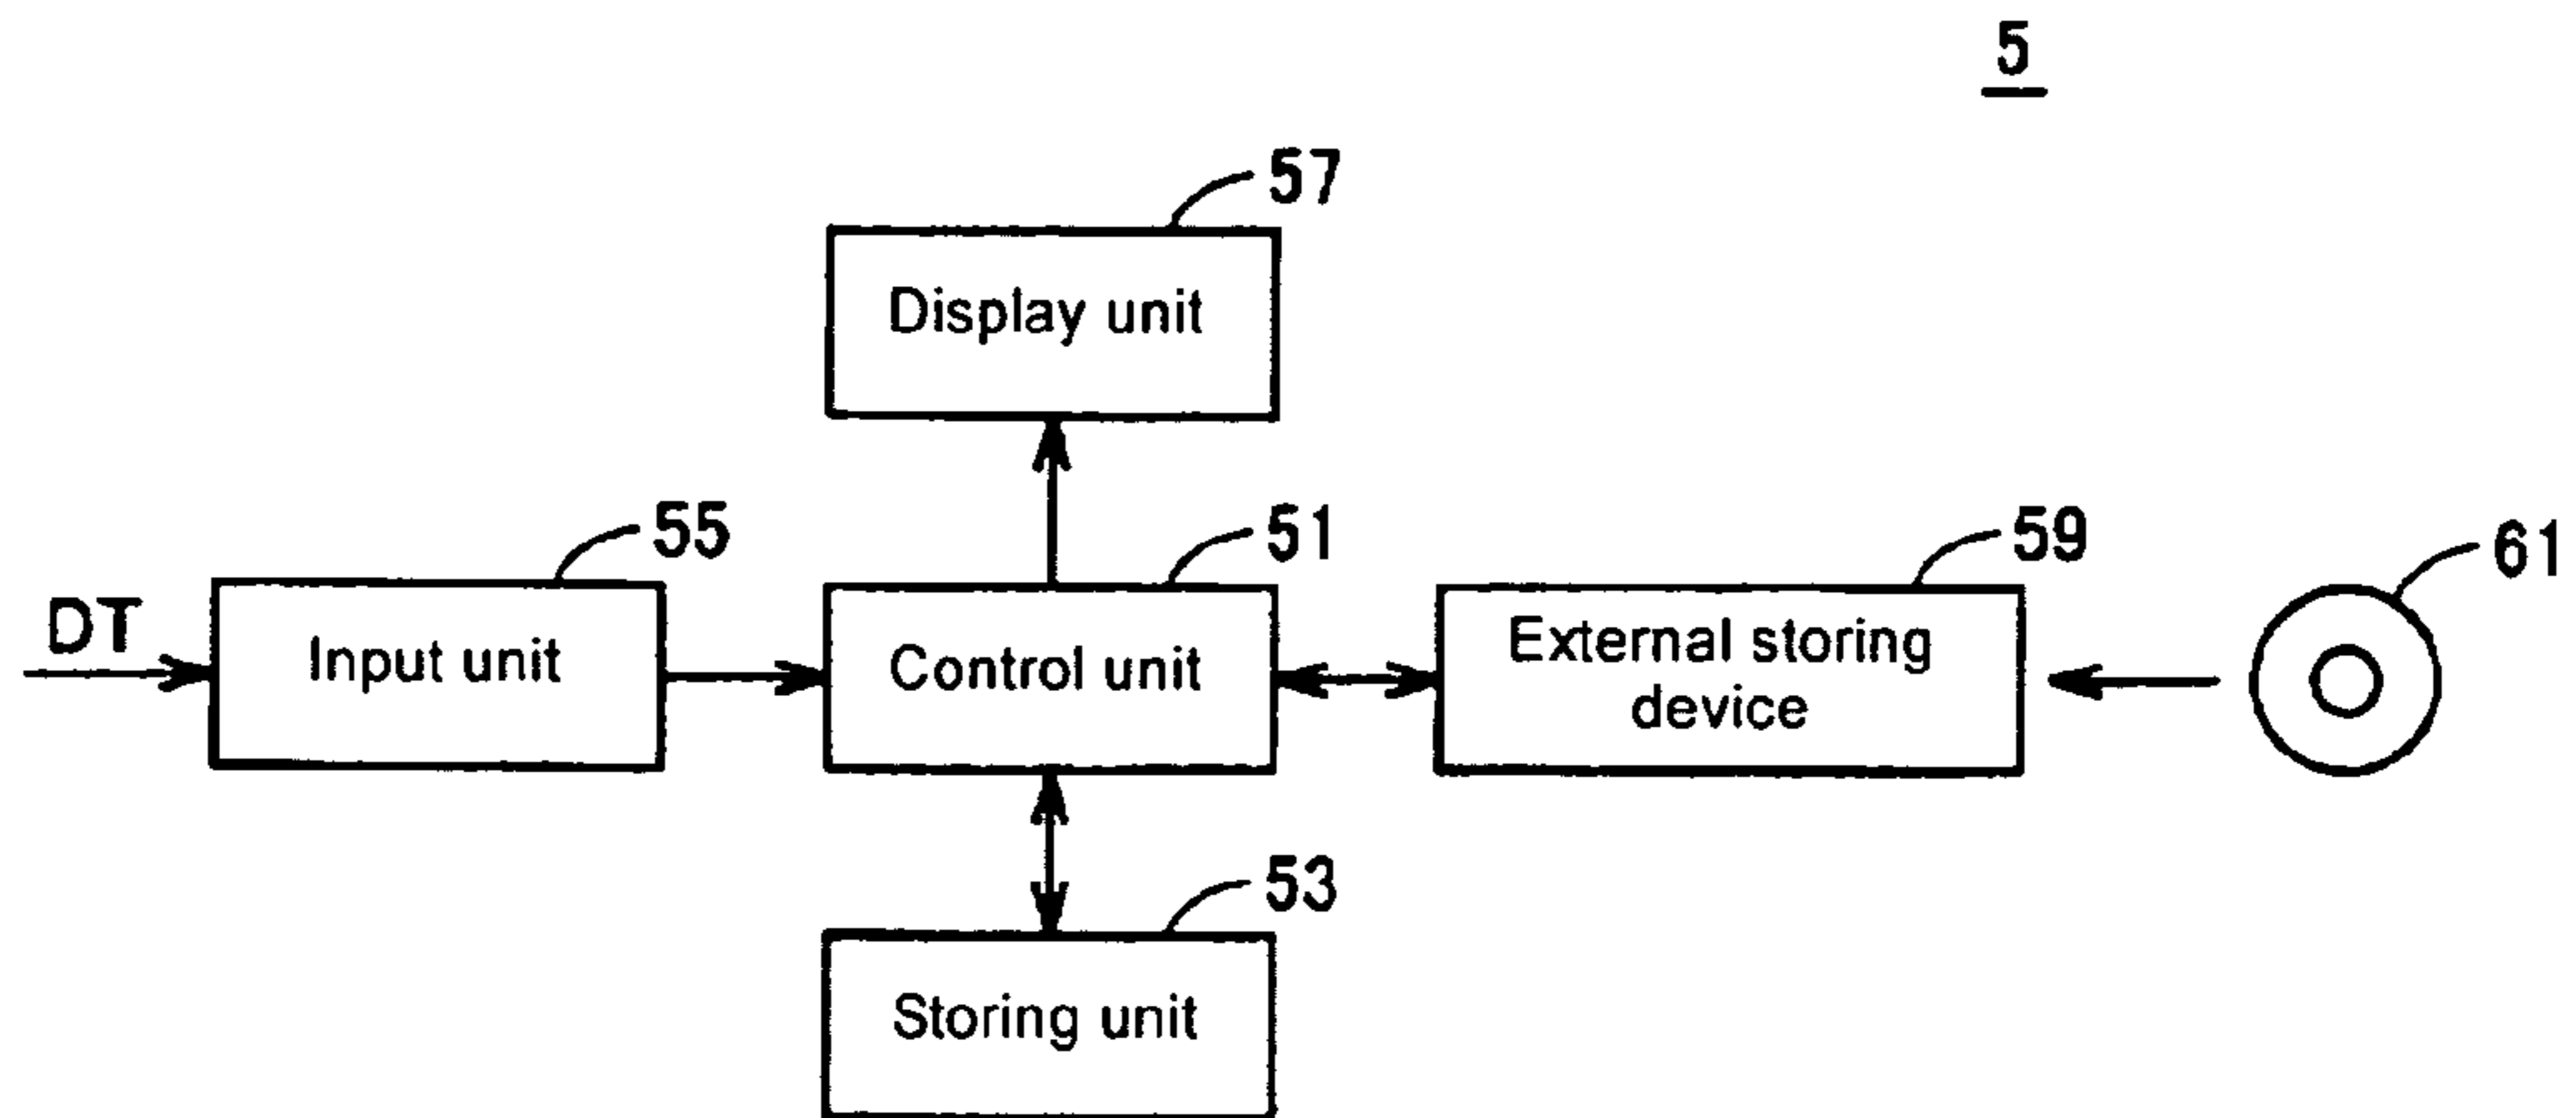 5
57
Display unit
55
51
59
61
DT
Input unit
Control unit
External storing
device
53
Storing unit